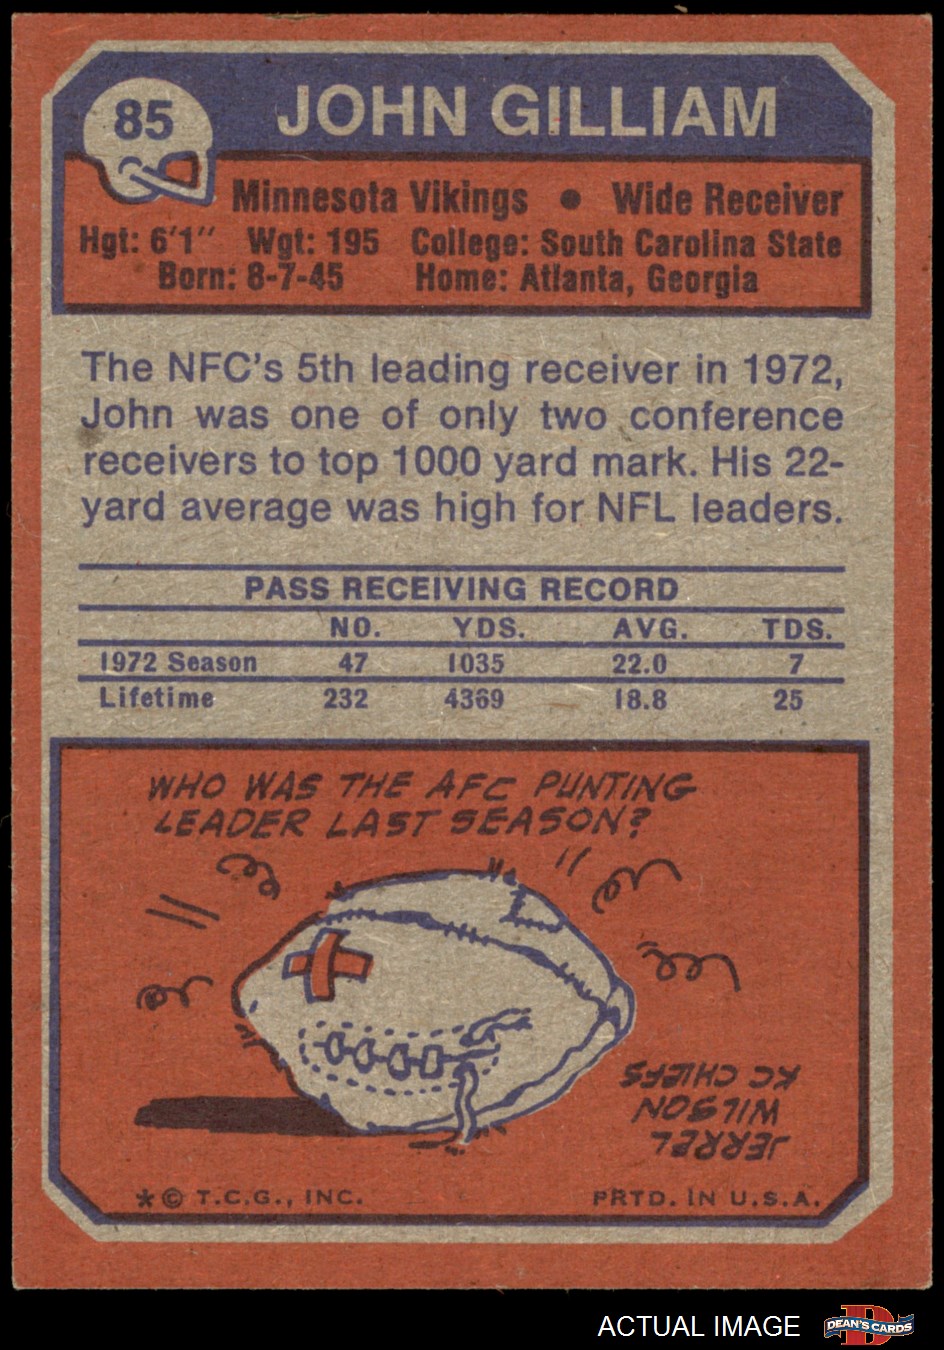 85
JOHN GILLIAM
Minnesota Vikings ● Wide Receiver
Hgt: 6'1" Wgt: 195 College: South Carolina State
Born: 8-7-45 Home: Atlanta, Georgia
The NFC's 5th leading receiver in 1972,
John was one of only two conference
receivers to top 1000 yard mark. His 22-
yard average was high for NFL leaders.
PASS RECEIVING RECORD
NO. YDS. AVG. TDS.
1972 Season 47 1035 22.0 7
Lifetime 232 4369 18.8 25
WHO WAS THE AFC PUNTING
LEADER LAST SEASON?
JERREL
WILSON
KC CHIEFS
*© T.C.G., INC. PRTD. IN U.S.A.
ACTUAL IMAGE DEAN'S CARDS